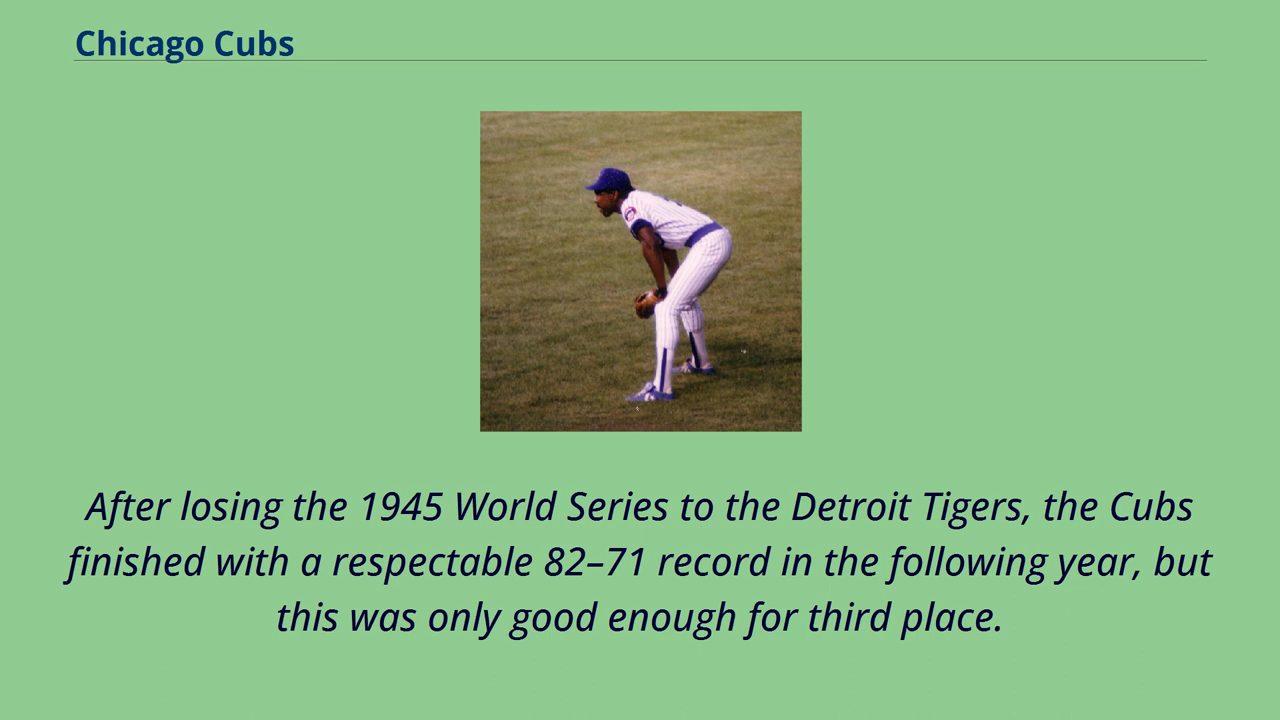 Chicago Cubs
After losing the 1945 World Series to the Detroit Tigers, the Cubs
finished with a respectable 82–71 record in the following year, but
this was only good enough for third place.